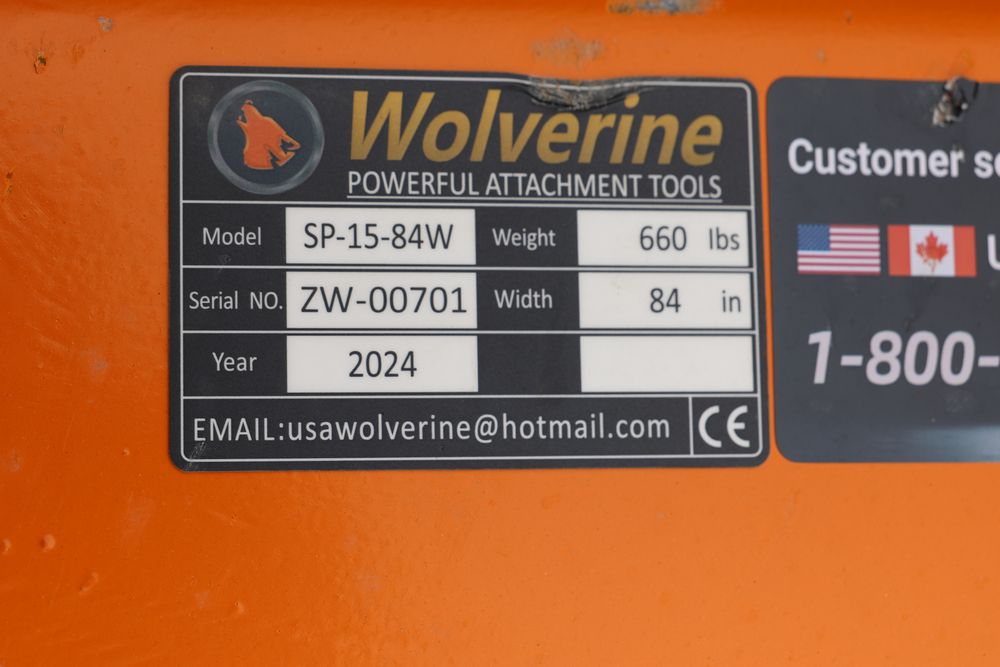 Wolverine
POWERFUL ATTACHMENT TOOLS
Model SP-15-84W Weight 660 lbs
Serial NO. ZW-00701 Width 84 in
Year 2024
EMAIL:usawolverine@hotmail.com CE
Customer
1-800-